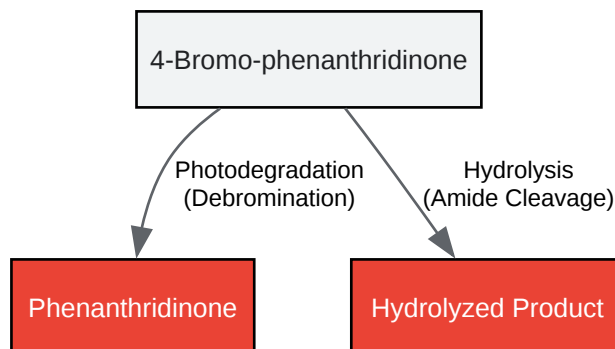 4-Bromo-phenanthridinone
Photodegradation
(Debromination)
Hydrolysis
(Amide Cleavage)
Phenanthridinone
Hydrolyzed Product